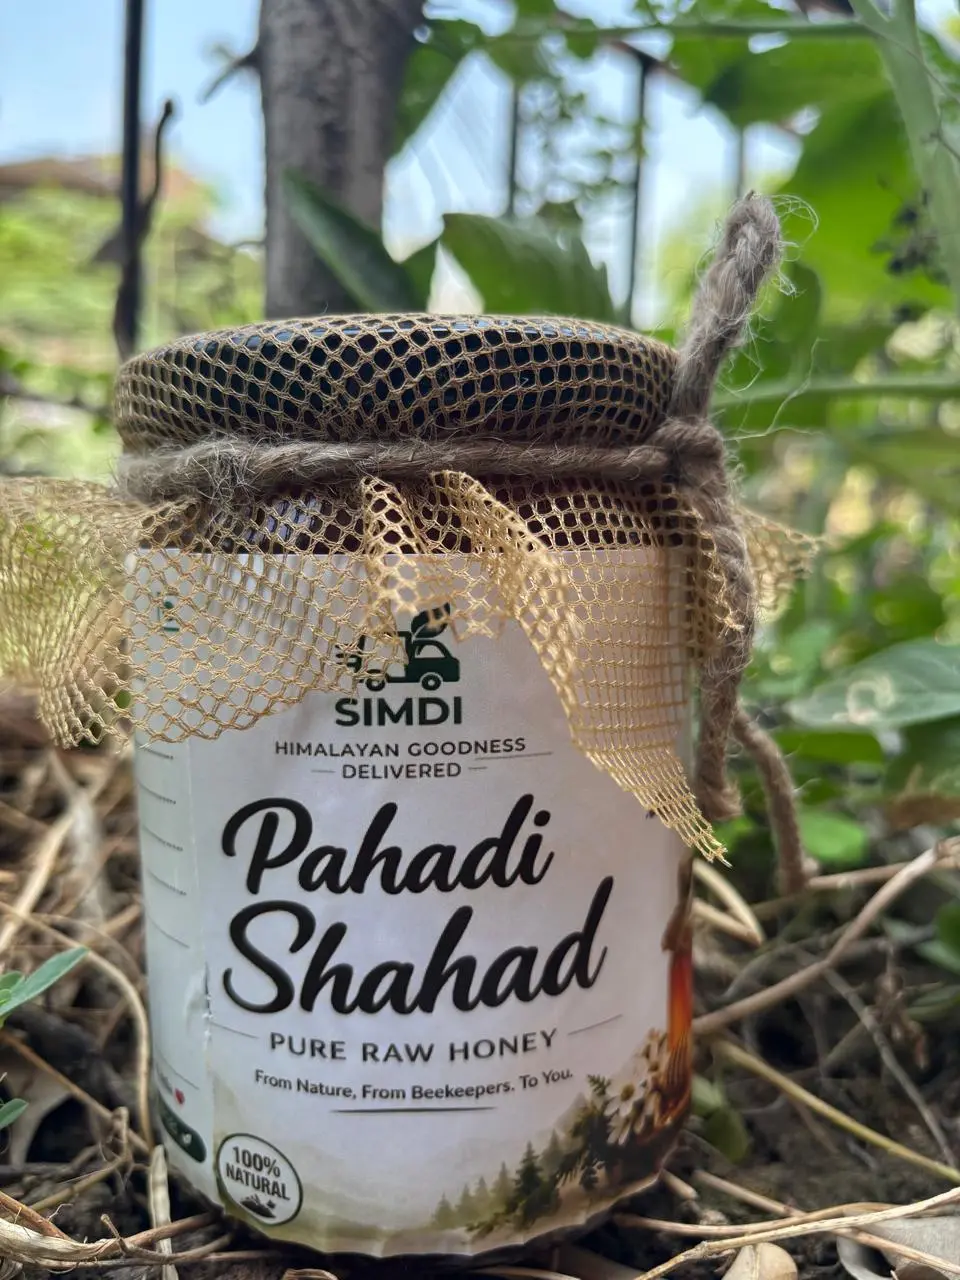 SIMDI
HIMALAYAN GOODNESS
DELIVERED
Pahadi
Shahad
PURE RAW HONEY
From Nature, From Beekeepers. To You.
100%
NATURAL